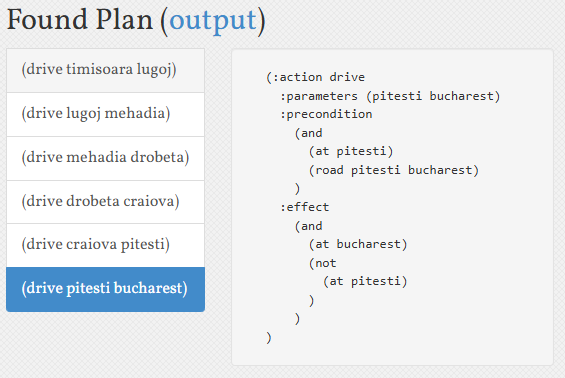 Found Plan (output)
(drive timisoara lugoj)
(drive lugoj mehadia)
(drive mehadia drobeta)
(drive drobeta craiova)
(drive craiova pitesti)
(drive pitesti bucharest)
(:action drive
  :parameters (pitesti bucharest)
  :precondition
    (and
      (at pitesti)
      (road pitesti bucharest)
    )
  :effect
    (and
      (at bucharest)
      (not
        (at pitesti)
      )
    )
)